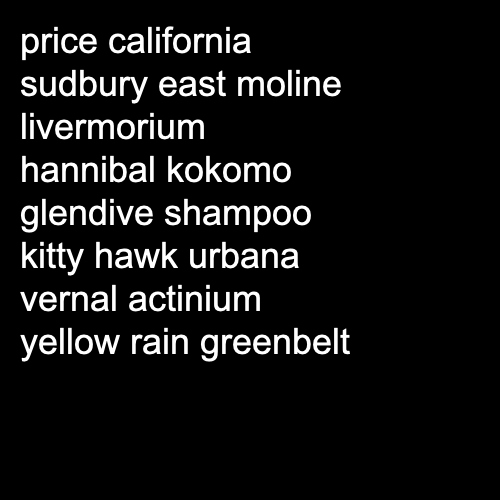 price california
sudbury east moline
livermorium
hannibal kokomo
glendive shampoo
kitty hawk urbana
vernal actinium
yellow rain greenbelt